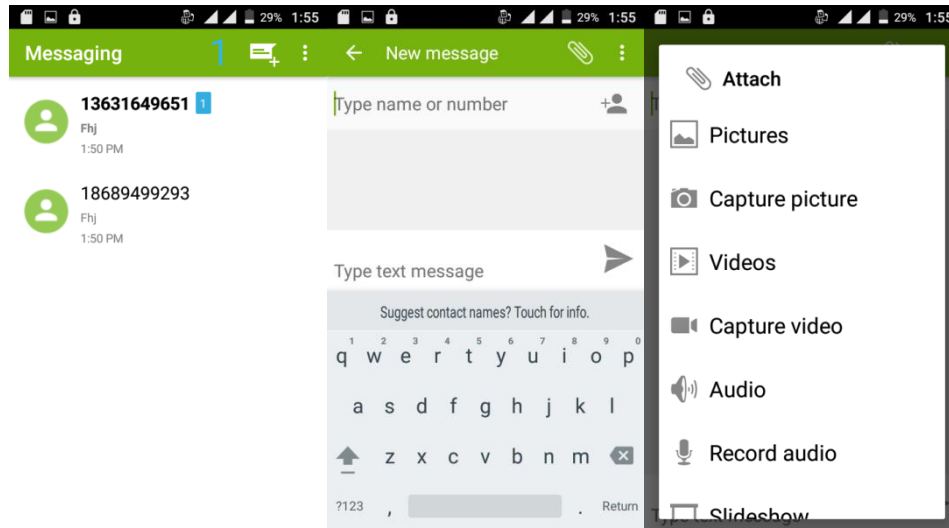 29% 1:55
Messaging 1
13631649651 1
Fhj
1:50 PM
18689499293
Fhj
1:50 PM
29% 1:55
New message
Type name or number
Type text message
Suggest contact names? Touch for info.
1 2 3 4 5 6 7 8 9 0
q w e r t y u i o p
a s d f g h j k l
z x c v b n m
?123 , . Return
29% 1:55
Attach
Pictures
Capture picture
Videos
Capture video
Audio
Record audio
Slideshow